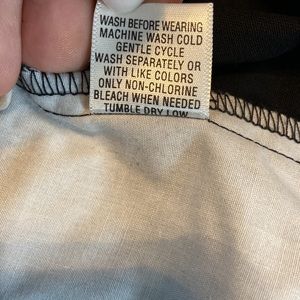 WASH BEFORE WEARING
MACHINE WASH COLD
GENTLE CYCLE
WASH SEPARATELY OR
WITH LIKE COLORS
ONLY NON-CHLORINE
BLEACH WHEN NEEDED
TUMBLE DRY LOW